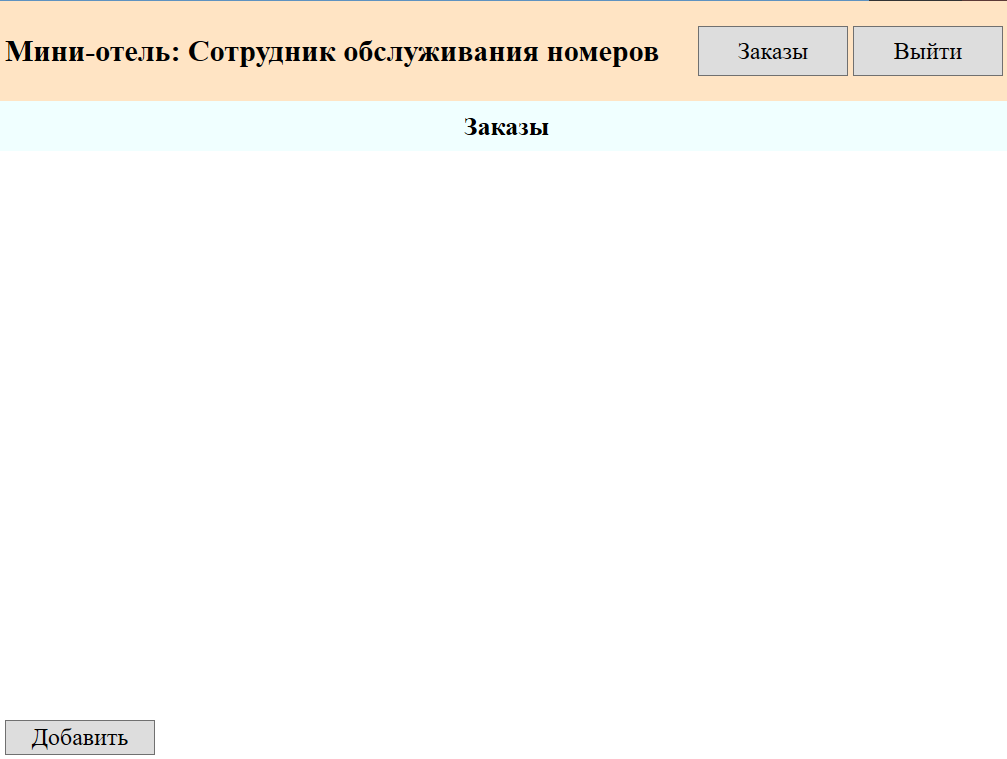 Мини-отель: Сотрудник обслуживания номеров
Заказы
Выйти
Заказы
Добавить